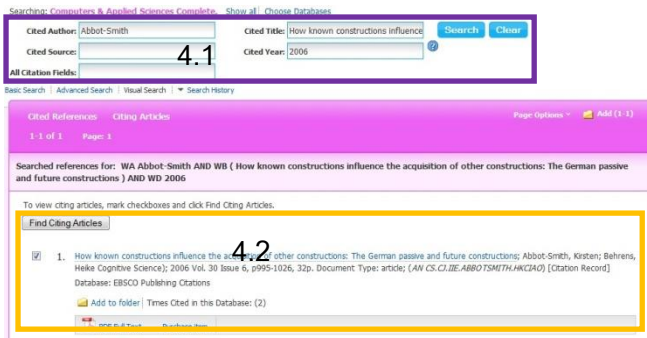 Searching: Computers & Applied Sciences Complete, Show all Choose Databases
Cited Author: Abbot-Smith Cited Title: How known constructions influence Search Clear
Cited Source: 4.1 Cited Year: 2006
All Citation Fields:
Basic Search Advanced Search Visual Search Search History
Cited References Citing Articles Page Options Add (1-1)
1-1 of 1 Page: 1
Searched references for: WA Abbot-Smith AND WB ( How known constructions influence the acquisition of other constructions: The German passive
and future constructions ) AND WD 2006
To view citing articles, mark checkboxes and click Find Citing Articles.
Find Citing Articles
4.2
1. How known constructions influence the acquisition of other constructions: The German passive and future constructions; Abbot-Smith, Kirsten; Behrens,
Heike Cognitive Science); 2006 Vol. 30 Issue 6, p995-1026, 32p. Document Type: article; (AN CS.CJ.IIE.ABBOTSMITH.HKCIAO) [Citation Record]
Database: EBSCO Publishing Citations
Add to folder Times Cited in this Database: (2)
PDF Full Text Purchase Item